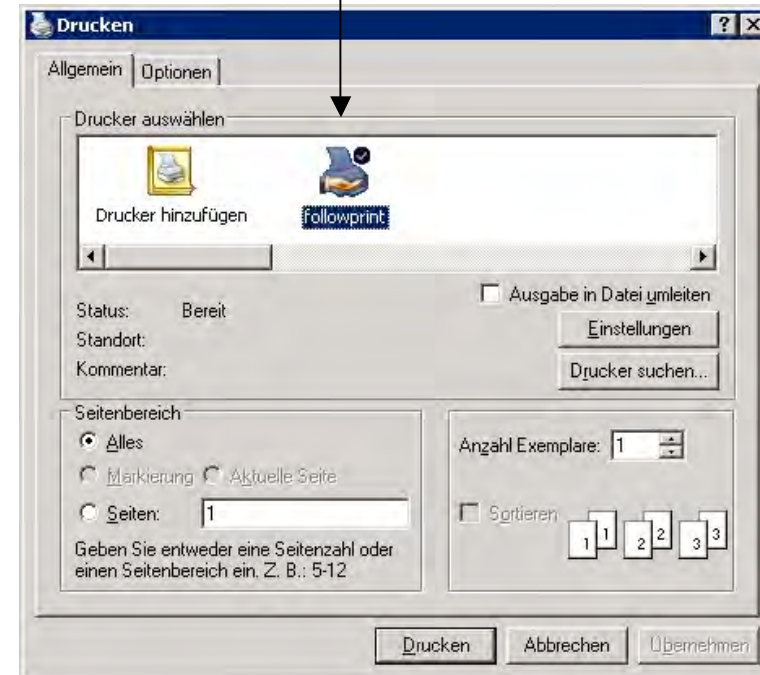 Drucken
Allgemein Optionen
Drucker auswählen
Drucker hinzufügen followprint
Status: Bereit
Standort:
Kommentar:
Ausgabe in Datei umleiten
Einstellungen
Drucker suchen...
Seitenbereich
Alles
Markierung Aktuelle Seite
Seiten: 1
Geben Sie entweder eine Seitenzahl oder
einen Seitenbereich ein. Z. B.: 5-12
Anzahl Exemplare: 1
Sortieren
1 1 2 2 3 3
Drucken Abbrechen Übernehmen